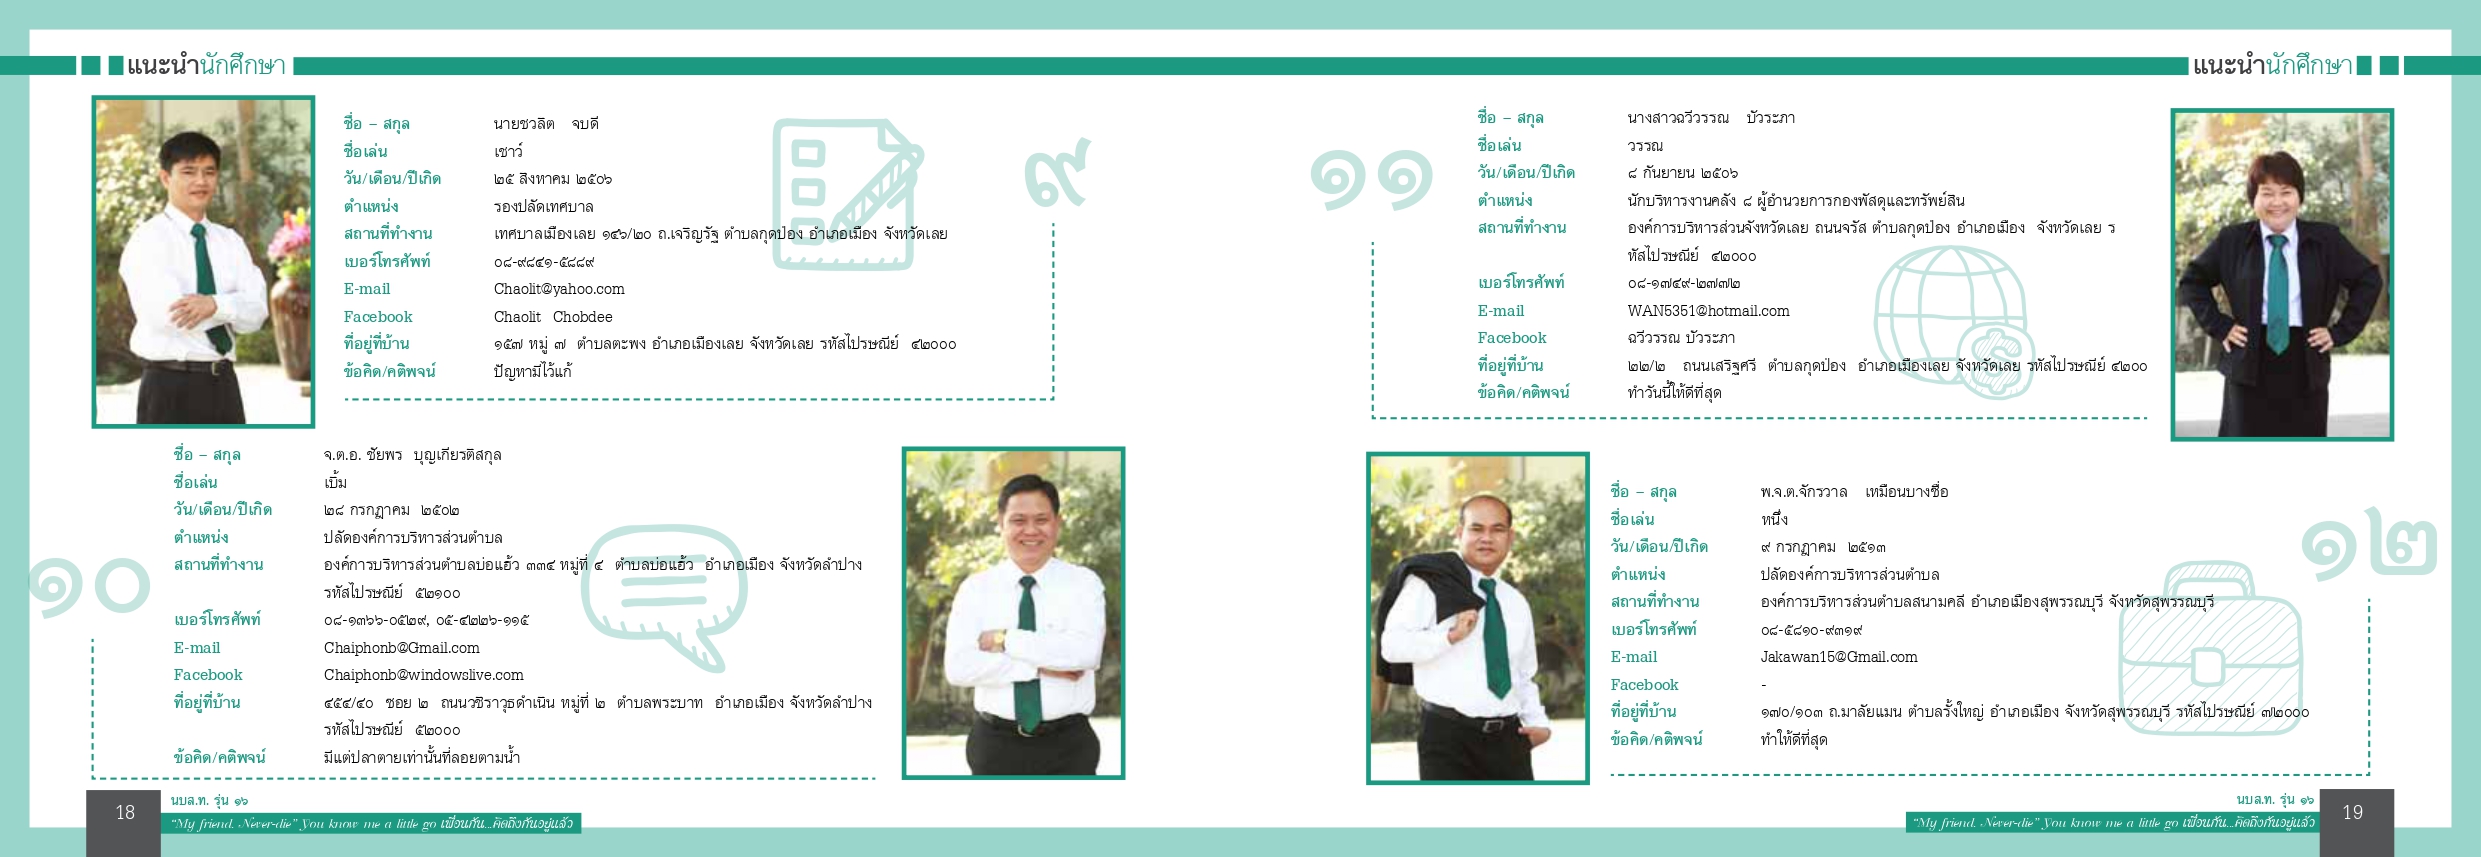 แนะนำนักศึกษา
๙
ชื่อ – สกุล นายชวลิต จบดี
ชื่อเล่น เชาว์
วัน/เดือน/ปีเกิด ๒๕ สิงหาคม ๒๕๐๖
ตำแหน่ง รองปลัดเทศบาล
สถานที่ทำงาน เทศบาลเมืองเลย ๑๔๖/๒๐ ถ.เจริญรัฐ ตำบลกุดป่อง อำเภอเมือง จังหวัดเลย
เบอร์โทรศัพท์ ๐๘-๙๘๔๑-๕๘๘๙
E-mail Chaolit@yahoo.com
Facebook Chaolit Chobdee
ที่อยู่ที่บ้าน ๑๕๗ หมู่ ๗ ตำบลตะพง อำเภอเมืองเลย จังหวัดเลย รหัสไปรษณีย์ ๔๒๐๐๐
ข้อคิด/คติพจน์ ปัญหามีไว้แก้
๑๐
ชื่อ – สกุล จ.ต.อ. ชัยพร บุญเกียรติสกุล
ชื่อเล่น เบิ้ม
วัน/เดือน/ปีเกิด ๒๘ กรกฎาคม ๒๕๐๒
ตำแหน่ง ปลัดองค์การบริหารส่วนตำบล
สถานที่ทำงาน องค์การบริหารส่วนตำบลบ่อแฮ้ว ๓๓๔ หมู่ที่ ๔ ตำบลบ่อแฮ้ว อำเภอเมือง จังหวัดลำปาง
รหัสไปรษณีย์ ๕๒๑๐๐
เบอร์โทรศัพท์ ๐๘-๑๓๖๖-๐๕๒๙, ๐๕-๔๒๒๖-๑๑๕
E-mail Chaiphonb@Gmail.com
Facebook Chaiphonb@windowslive.com
ที่อยู่ที่บ้าน ๔๕๔/๔๐ ซอย ๒ ถนนวชิราวุธดำเนิน หมู่ที่ ๒ ตำบลพระบาท อำเภอเมือง จังหวัดลำปาง
รหัสไปรษณีย์ ๕๒๐๐๐
ข้อคิด/คติพจน์ มีแต่ปลาตายเท่านั้นที่ลอยตามน้ำ
18
นบส.ท. รุ่น ๑๖
“My friend. Never-die” You know me a little go เพื่อนกัน...คิดถึงกันอยู่แล้ว
แนะนำนักศึกษา
๑๑
ชื่อ – สกุล นางสาวฉวีวรรณ บัวระภา
ชื่อเล่น วรรณ
วัน/เดือน/ปีเกิด ๘ กันยายน ๒๕๐๖
ตำแหน่ง นักบริหารงานคลัง ๘ ผู้อำนวยการกองพัสดุและทรัพย์สิน
สถานที่ทำงาน องค์การบริหารส่วนจังหวัดเลย ถนนจรัส ตำบลกุดป่อง อำเภอเมือง จังหวัดเลย ร
หัสไปรษณีย์ ๔๒๐๐๐
เบอร์โทรศัพท์ ๐๘-๑๗๔๙-๒๗๗๒
E-mail WAN5351@hotmail.com
Facebook ฉวีวรรณ บัวระภา
ที่อยู่ที่บ้าน ๒๒/๒ ถนนเสริฐศรี ตำบลกุดป่อง อำเภอเมืองเลย จังหวัดเลย รหัสไปรษณีย์ ๔๒๐๐
ข้อคิด/คติพจน์ ทำวันนี้ให้ดีที่สุด
๑๒
ชื่อ – สกุล พ.จ.ต.จักรวาล เหมือนบางซื่อ
ชื่อเล่น หนึ่ง
วัน/เดือน/ปีเกิด ๙ กรกฎาคม ๒๕๑๓
ตำแหน่ง ปลัดองค์การบริหารส่วนตำบล
สถานที่ทำงาน องค์การบริหารส่วนตำบลสนามคลี อำเภอเมืองสุพรรณบุรี จังหวัดสุพรรณบุรี
เบอร์โทรศัพท์ ๐๘-๕๘๑๐-๙๓๑๙
E-mail Jakawan15@Gmail.com
Facebook -
ที่อยู่ที่บ้าน ๑๗๐/๑๐๓ ถ.มาลัยแมน ตำบลรั้งใหญ่ อำเภอเมือง จังหวัดสุพรรณบุรี รหัสไปรษณีย์ ๗๒๐๐๐
ข้อคิด/คติพจน์ ทำให้ดีที่สุด
นบส.ท. รุ่น ๑๖
“My friend. Never-die” You know me a little go เพื่อนกัน...คิดถึงกันอยู่แล้ว
19